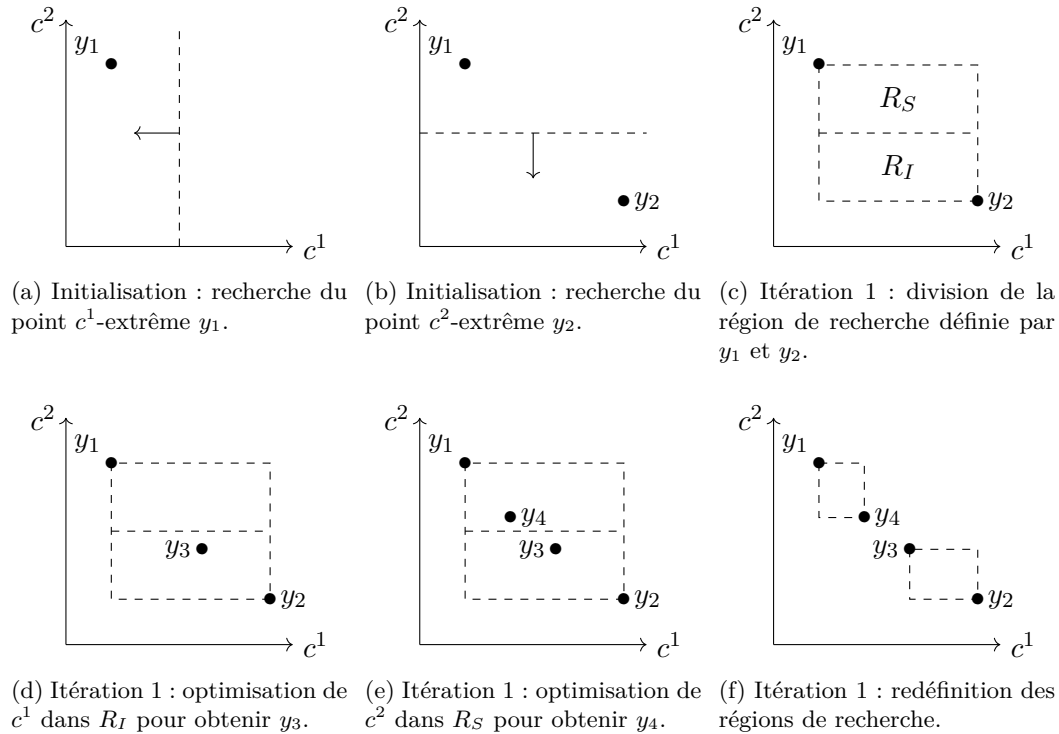 c²
y₁
c¹
(a) Initialisation : recherche du
point c¹-extrême y₁.
c²
y₁
y₂
c¹
(b) Initialisation : recherche du
point c²-extrême y₂.
c²
y₁
R_S
R_I
y₂
c¹
(c) Itération 1 : division de la
région de recherche définie par
y₁ et y₂.
c²
y₁
y₃
y₂
c¹
(d) Itération 1 : optimisation de
c¹ dans R_I pour obtenir y₃.
c²
y₁
y₄
y₃
y₂
c¹
(e) Itération 1 : optimisation de
c² dans R_S pour obtenir y₄.
c²
y₁
y₄
y₃
y₂
c¹
(f) Itération 1 : redéfinition des
régions de recherche.